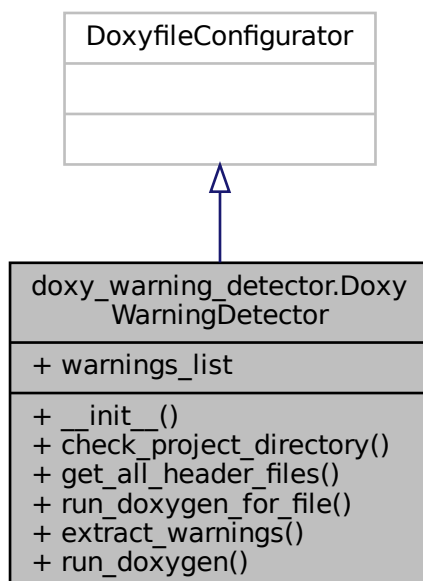 DoxyfileConfigurator
doxy_warning_detector.Doxy
WarningDetector
+ warnings_list
+ __init__()
+ check_project_directory()
+ get_all_header_files()
+ run_doxygen_for_file()
+ extract_warnings()
+ run_doxygen()